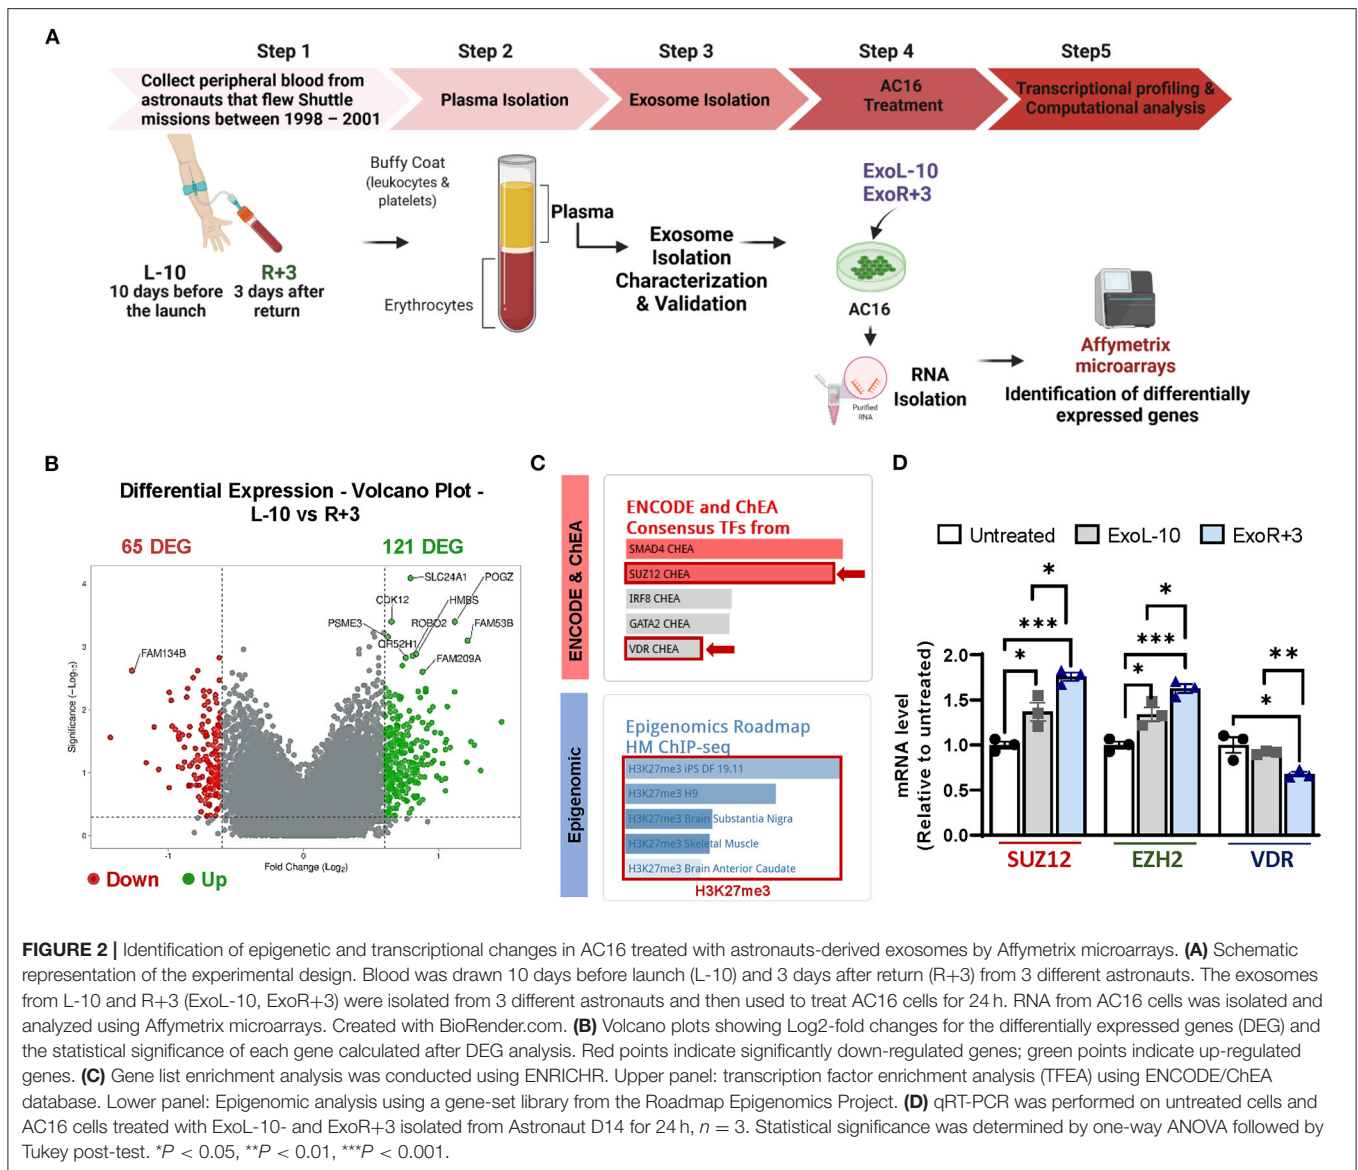 A
Step 1
Step 2
Step 3
Step 4
Step5
Collect peripheral blood from
astronauts that flew Shuttle
missions between 1998 – 2001
Plasma Isolation
Exosome Isolation
AC16
Treatment
Transcriptional profiling &
Computational analysis
Buffy Coat
(leukocytes &
platelets)
Plasma
Erythrocytes
L-10
10 days before
the launch
R+3
3 days after
return
Exosome
Isolation
Characterization
& Validation
ExoL-10
ExoR+3
AC16
Purified
RNA
RNA
Isolation
Affymetrix
microarrays
Identification of differentially
expressed genes
B
Differential Expression - Volcano Plot -
L-10 vs R+3
65 DEG
121 DEG
SLC24A1
POGZ
CDK12
HMBS
PSME3
ROBO2
FAM53B
OR52H1
FAM134B
FAM209A
Significance (−Log₁₀)
4
3
2
1
0
-1
0
1
Fold Change (Log₂)
Down
Up
C
ENCODE & ChEA
ENCODE and ChEA
Consensus TFs from
SMAD4 CHEA
SUZ12 CHEA
IRF8 CHEA
GATA2 CHEA
VDR CHEA
Epigenomic
Epigenomics Roadmap
HM ChIP-seq
H3K27me3 iPS DF 19.11
H3K27me3 H9
H3K27me3 Brain Substantia Nigra
H3K27me3 Skeletal Muscle
H3K27me3 Brain Anterior Caudate
H3K27me3
D
Untreated
ExoL-10
ExoR+3
mRNA level
(Relative to untreated)
2.0
1.5
1.0
0.5
0.0
*
***
*
*
***
*
**
*
SUZ12
EZH2
VDR
FIGURE 2 | Identification of epigenetic and transcriptional changes in AC16 treated with astronauts-derived exosomes by Affymetrix microarrays. (A) Schematic
representation of the experimental design. Blood was drawn 10 days before launch (L-10) and 3 days after return (R+3) from 3 different astronauts. The exosomes
from L-10 and R+3 (ExoL-10, ExoR+3) were isolated from 3 different astronauts and then used to treat AC16 cells for 24 h. RNA from AC16 cells was isolated and
analyzed using Affymetrix microarrays. Created with BioRender.com. (B) Volcano plots showing Log2-fold changes for the differentially expressed genes (DEG) and
the statistical significance of each gene calculated after DEG analysis. Red points indicate significantly down-regulated genes; green points indicate up-regulated
genes. (C) Gene list enrichment analysis was conducted using ENRICHR. Upper panel: transcription factor enrichment analysis (TFEA) using ENCODE/ChEA
database. Lower panel: Epigenomic analysis using a gene-set library from the Roadmap Epigenomics Project. (D) qRT-PCR was performed on untreated cells and
AC16 cells treated with ExoL-10- and ExoR+3 isolated from Astronaut D14 for 24 h, n = 3. Statistical significance was determined by one-way ANOVA followed by
Tukey post-test. *P < 0.05, **P < 0.01, ***P < 0.001.